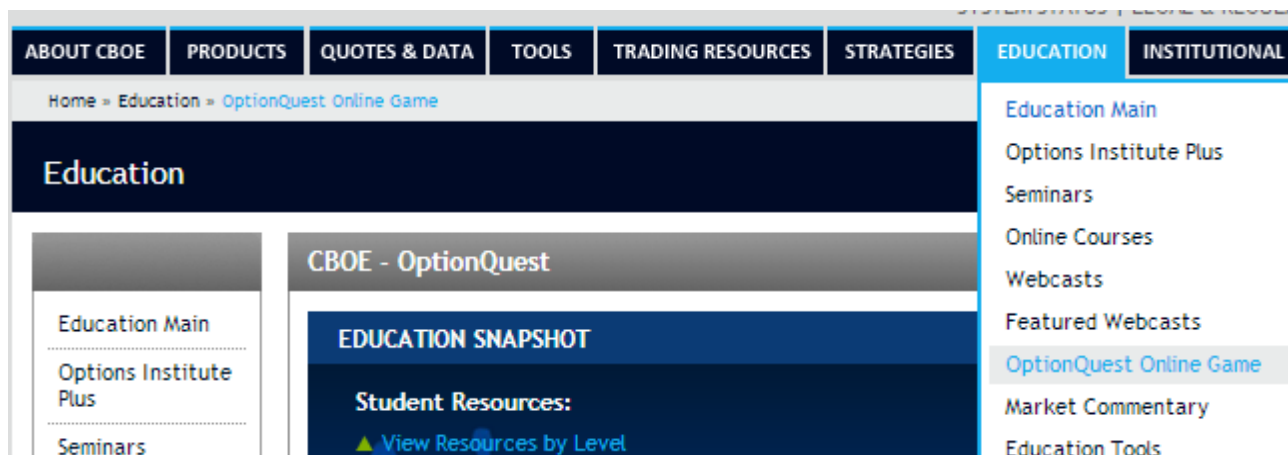 ABOUT CBOE PRODUCTS QUOTES & DATA TOOLS TRADING RESOURCES STRATEGIES EDUCATION INSTITUTIONAL
Home » Education » OptionQuest Online Game
Education
CBOE - OptionQuest
EDUCATION SNAPSHOT
Student Resources:
View Resources by Level
Education Main
Options Institute
Plus
Seminars
Education Main
Options Institute Plus
Seminars
Online Courses
Webcasts
Featured Webcasts
OptionQuest Online Game
Market Commentary
Education Tools